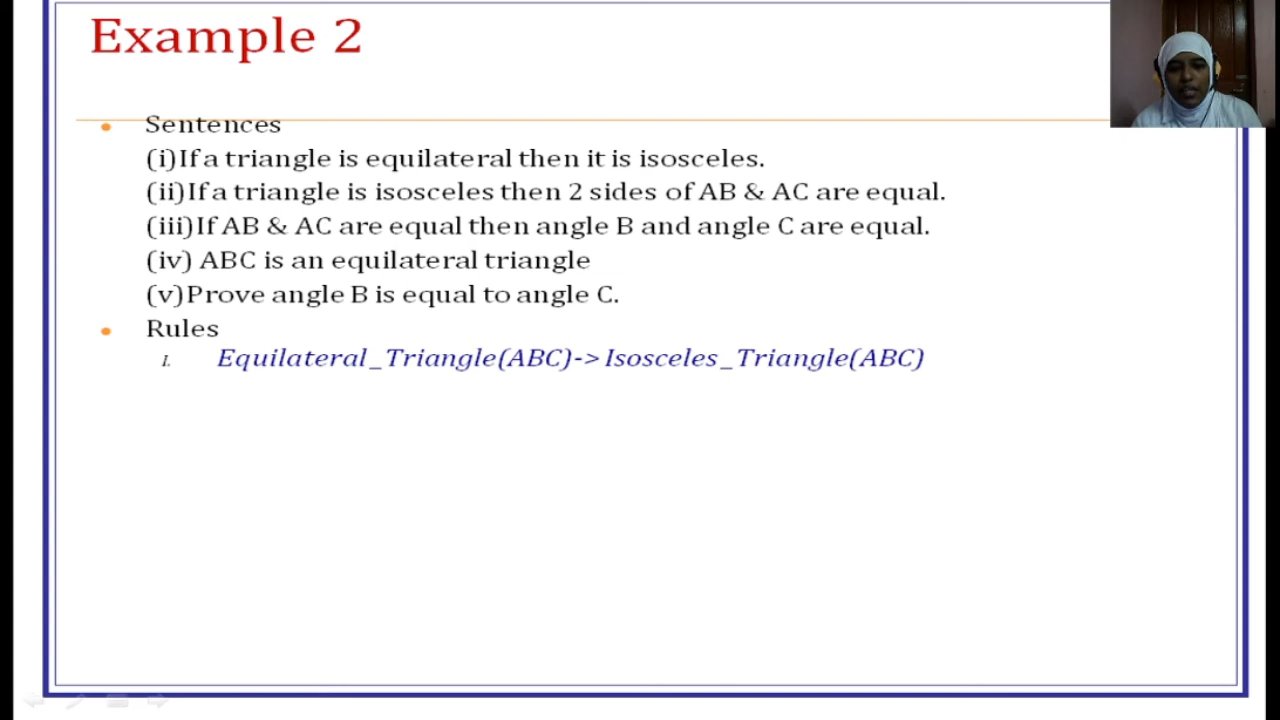 Example 2
Sentences
(i)If a triangle is equilateral then it is isosceles.
(ii)If a triangle is isosceles then 2 sides of AB & AC are equal.
(iii)If AB & AC are equal then angle B and angle C are equal.
(iv) ABC is an equilateral triangle
(v)Prove angle B is equal to angle C.
Rules
I. Equilateral_Triangle(ABC)-> Isosceles_Triangle(ABC)